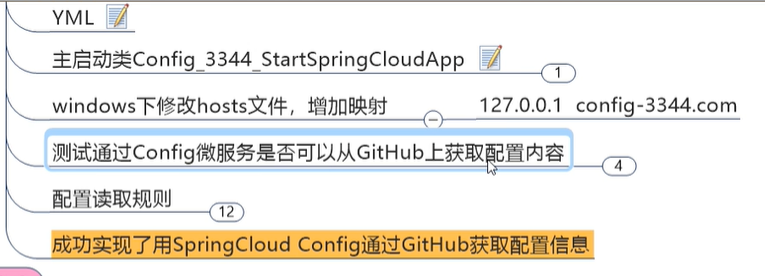 YML
主启动类Config_3344_StartSpringCloudApp
1
windows下修改hosts文件，增加映射 127.0.0.1 config-3344.com
测试通过Config微服务是否可以从GitHub上获取配置内容
4
配置读取规则
12
成功实现了用SpringCloud Config通过GitHub获取配置信息